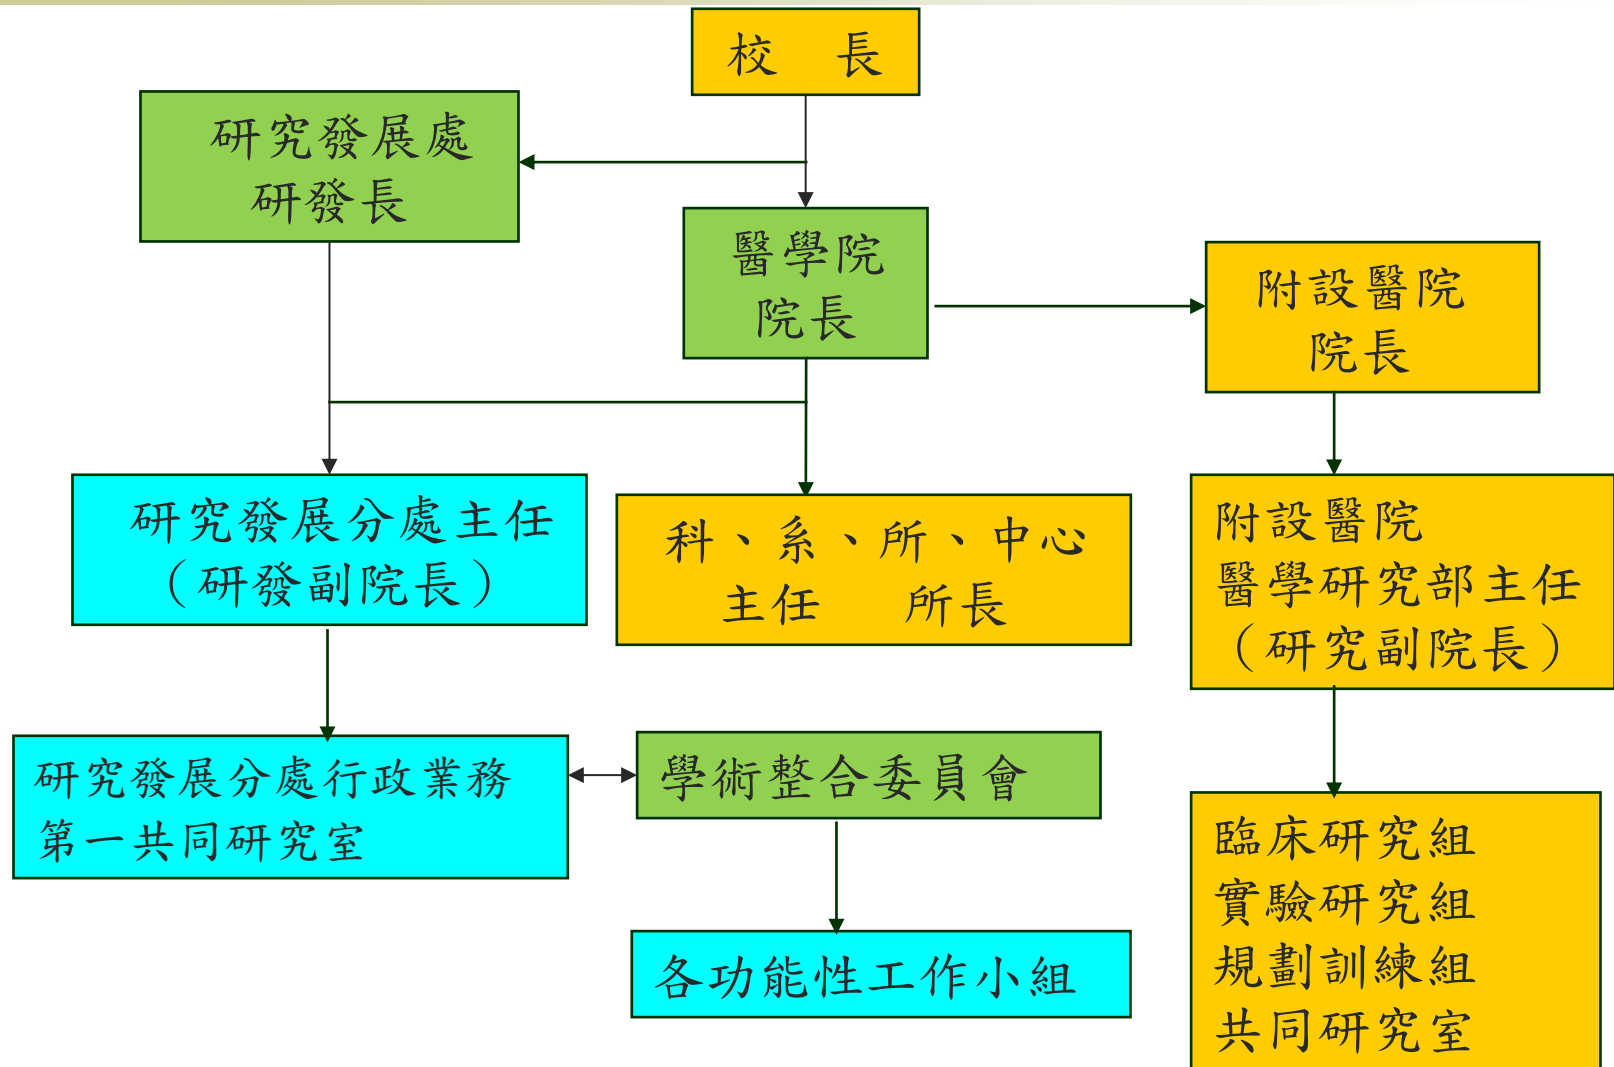 校　長
研究發展處
研發長
醫學院
院長
附設醫院
院長
研究發展分處主任
（研發副院長）
科、系、所、中心
主任　所長
附設醫院
醫學研究部主任
（研究副院長）
研究發展分處行政業務
第一共同研究室
學術整合委員會
各功能性工作小組
臨床研究組
實驗研究組
規劃訓練組
共同研究室